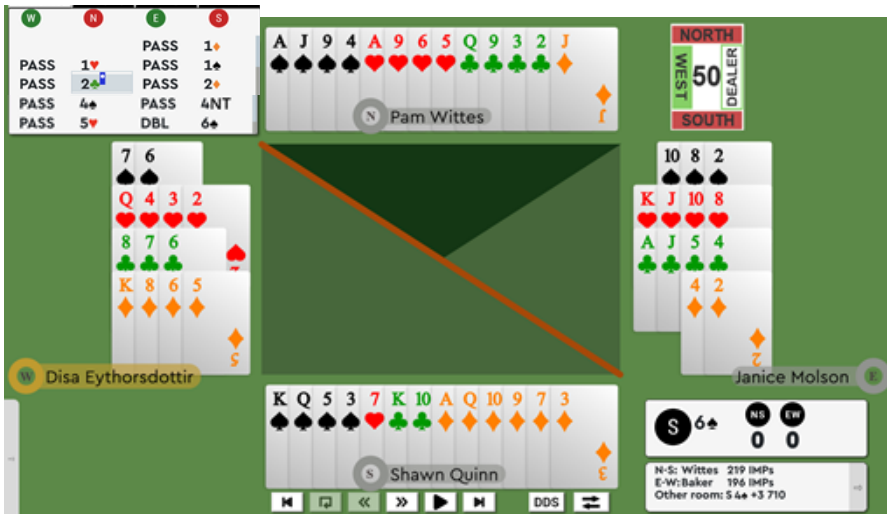 W N E S
PASS 1♦
PASS 1♥ PASS 1♠
PASS 2♣ PASS 2♦
PASS 4♠ PASS 4NT
PASS 5♥ DBL 6♠
A J 9 4 A 9 6 5 Q 9 3 2 J
J
N Pam Wittes
NORTH
WEST 50 DEALER
SOUTH
7 6
Q 4 3 2
8 7 6
K 8 6 5
5
W Disa Eythorsdottir
10 8 2
K J 10 8
A J 5 4
4 2
2
Janice Molson E
K Q 5 3 7 K 10 A Q 10 9 7 3
3
S Shawn Quinn
S 6♠ NS EW
0 0
N-S: Wittes 219 IMPs
E-W:Baker 196 IMPs
Other room: S 4♠ +3 710
DDS